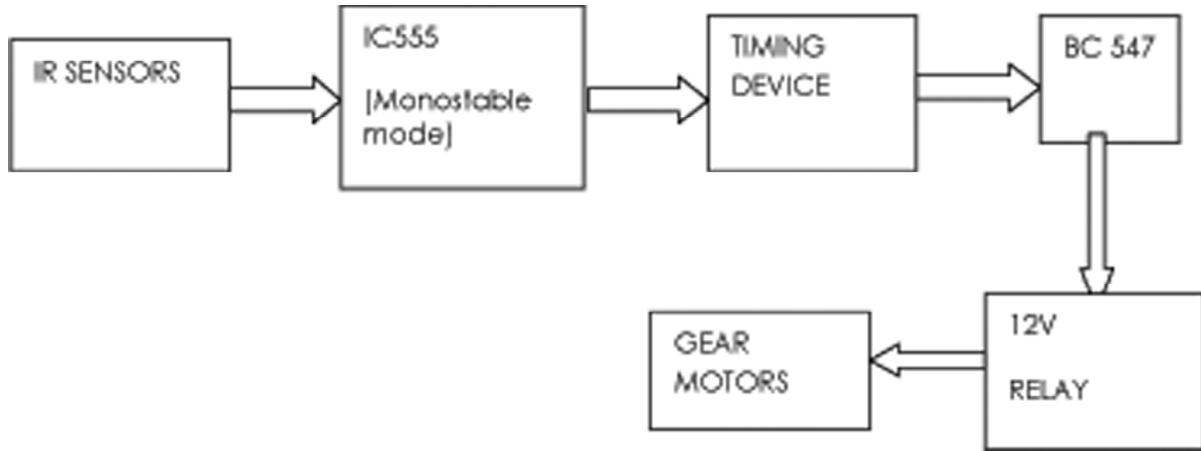 IR SENSORS
IC555
(Monostable
mode)
TIMING
DEVICE
BC 547
12V
RELAY
GEAR
MOTORS